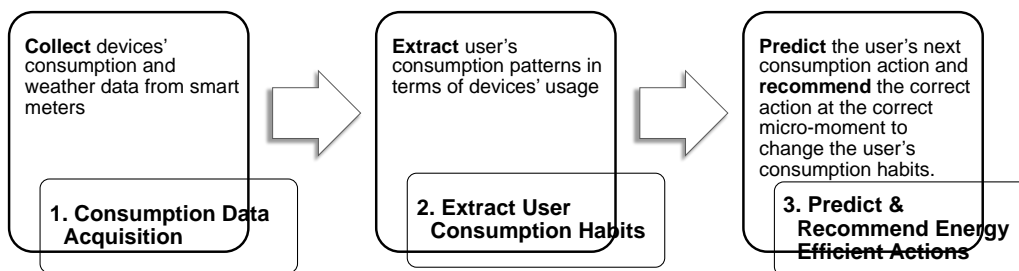 Collect devices'
consumption and
weather data from smart
meters
1. Consumption Data
Acquisition
Extract user's
consumption patterns in
terms of devices' usage
2. Extract User
Consumption Habits
Predict the user's next
consumption action and
recommend the correct
action at the correct
micro-moment to
change the user's
consumption habits.
3. Predict &
Recommend Energy
Efficient Actions